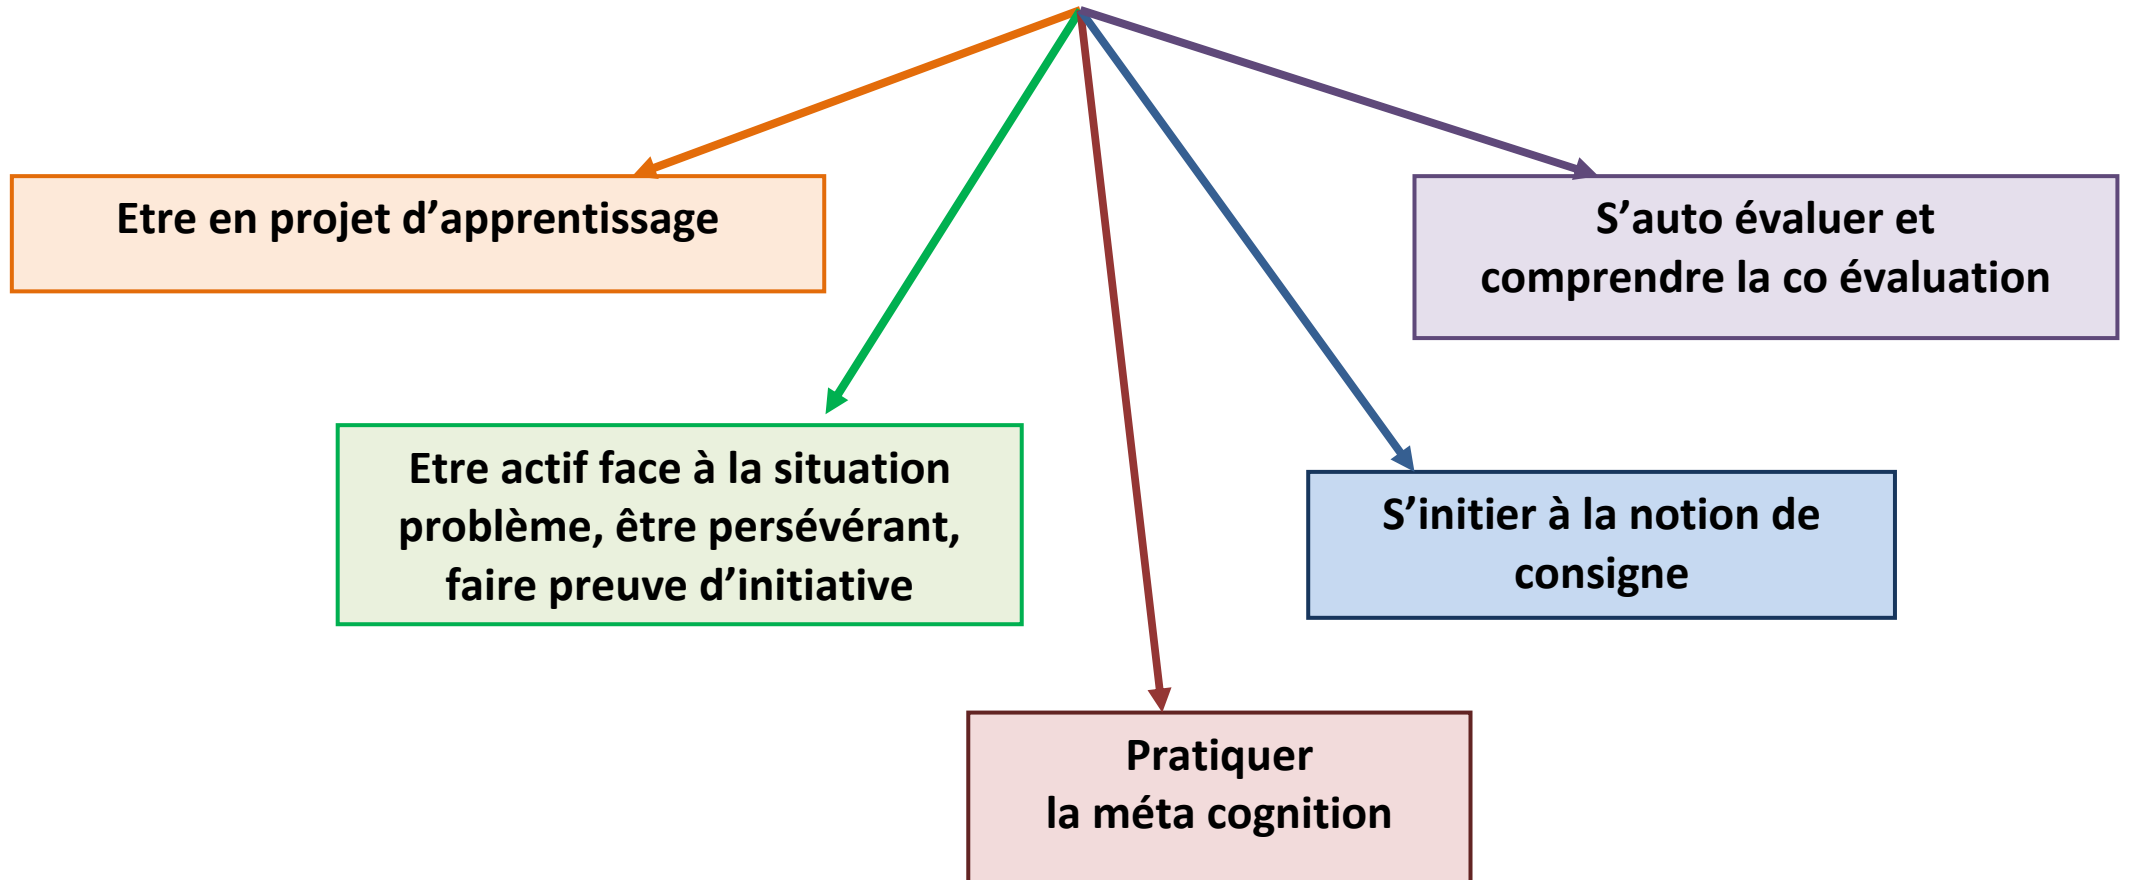 Etre en projet d’apprentissage
S’auto évaluer et
comprendre la co évaluation
Etre actif face à la situation
problème, être persévérant,
faire preuve d’initiative
S’initier à la notion de
consigne
Pratiquer
la méta cognition